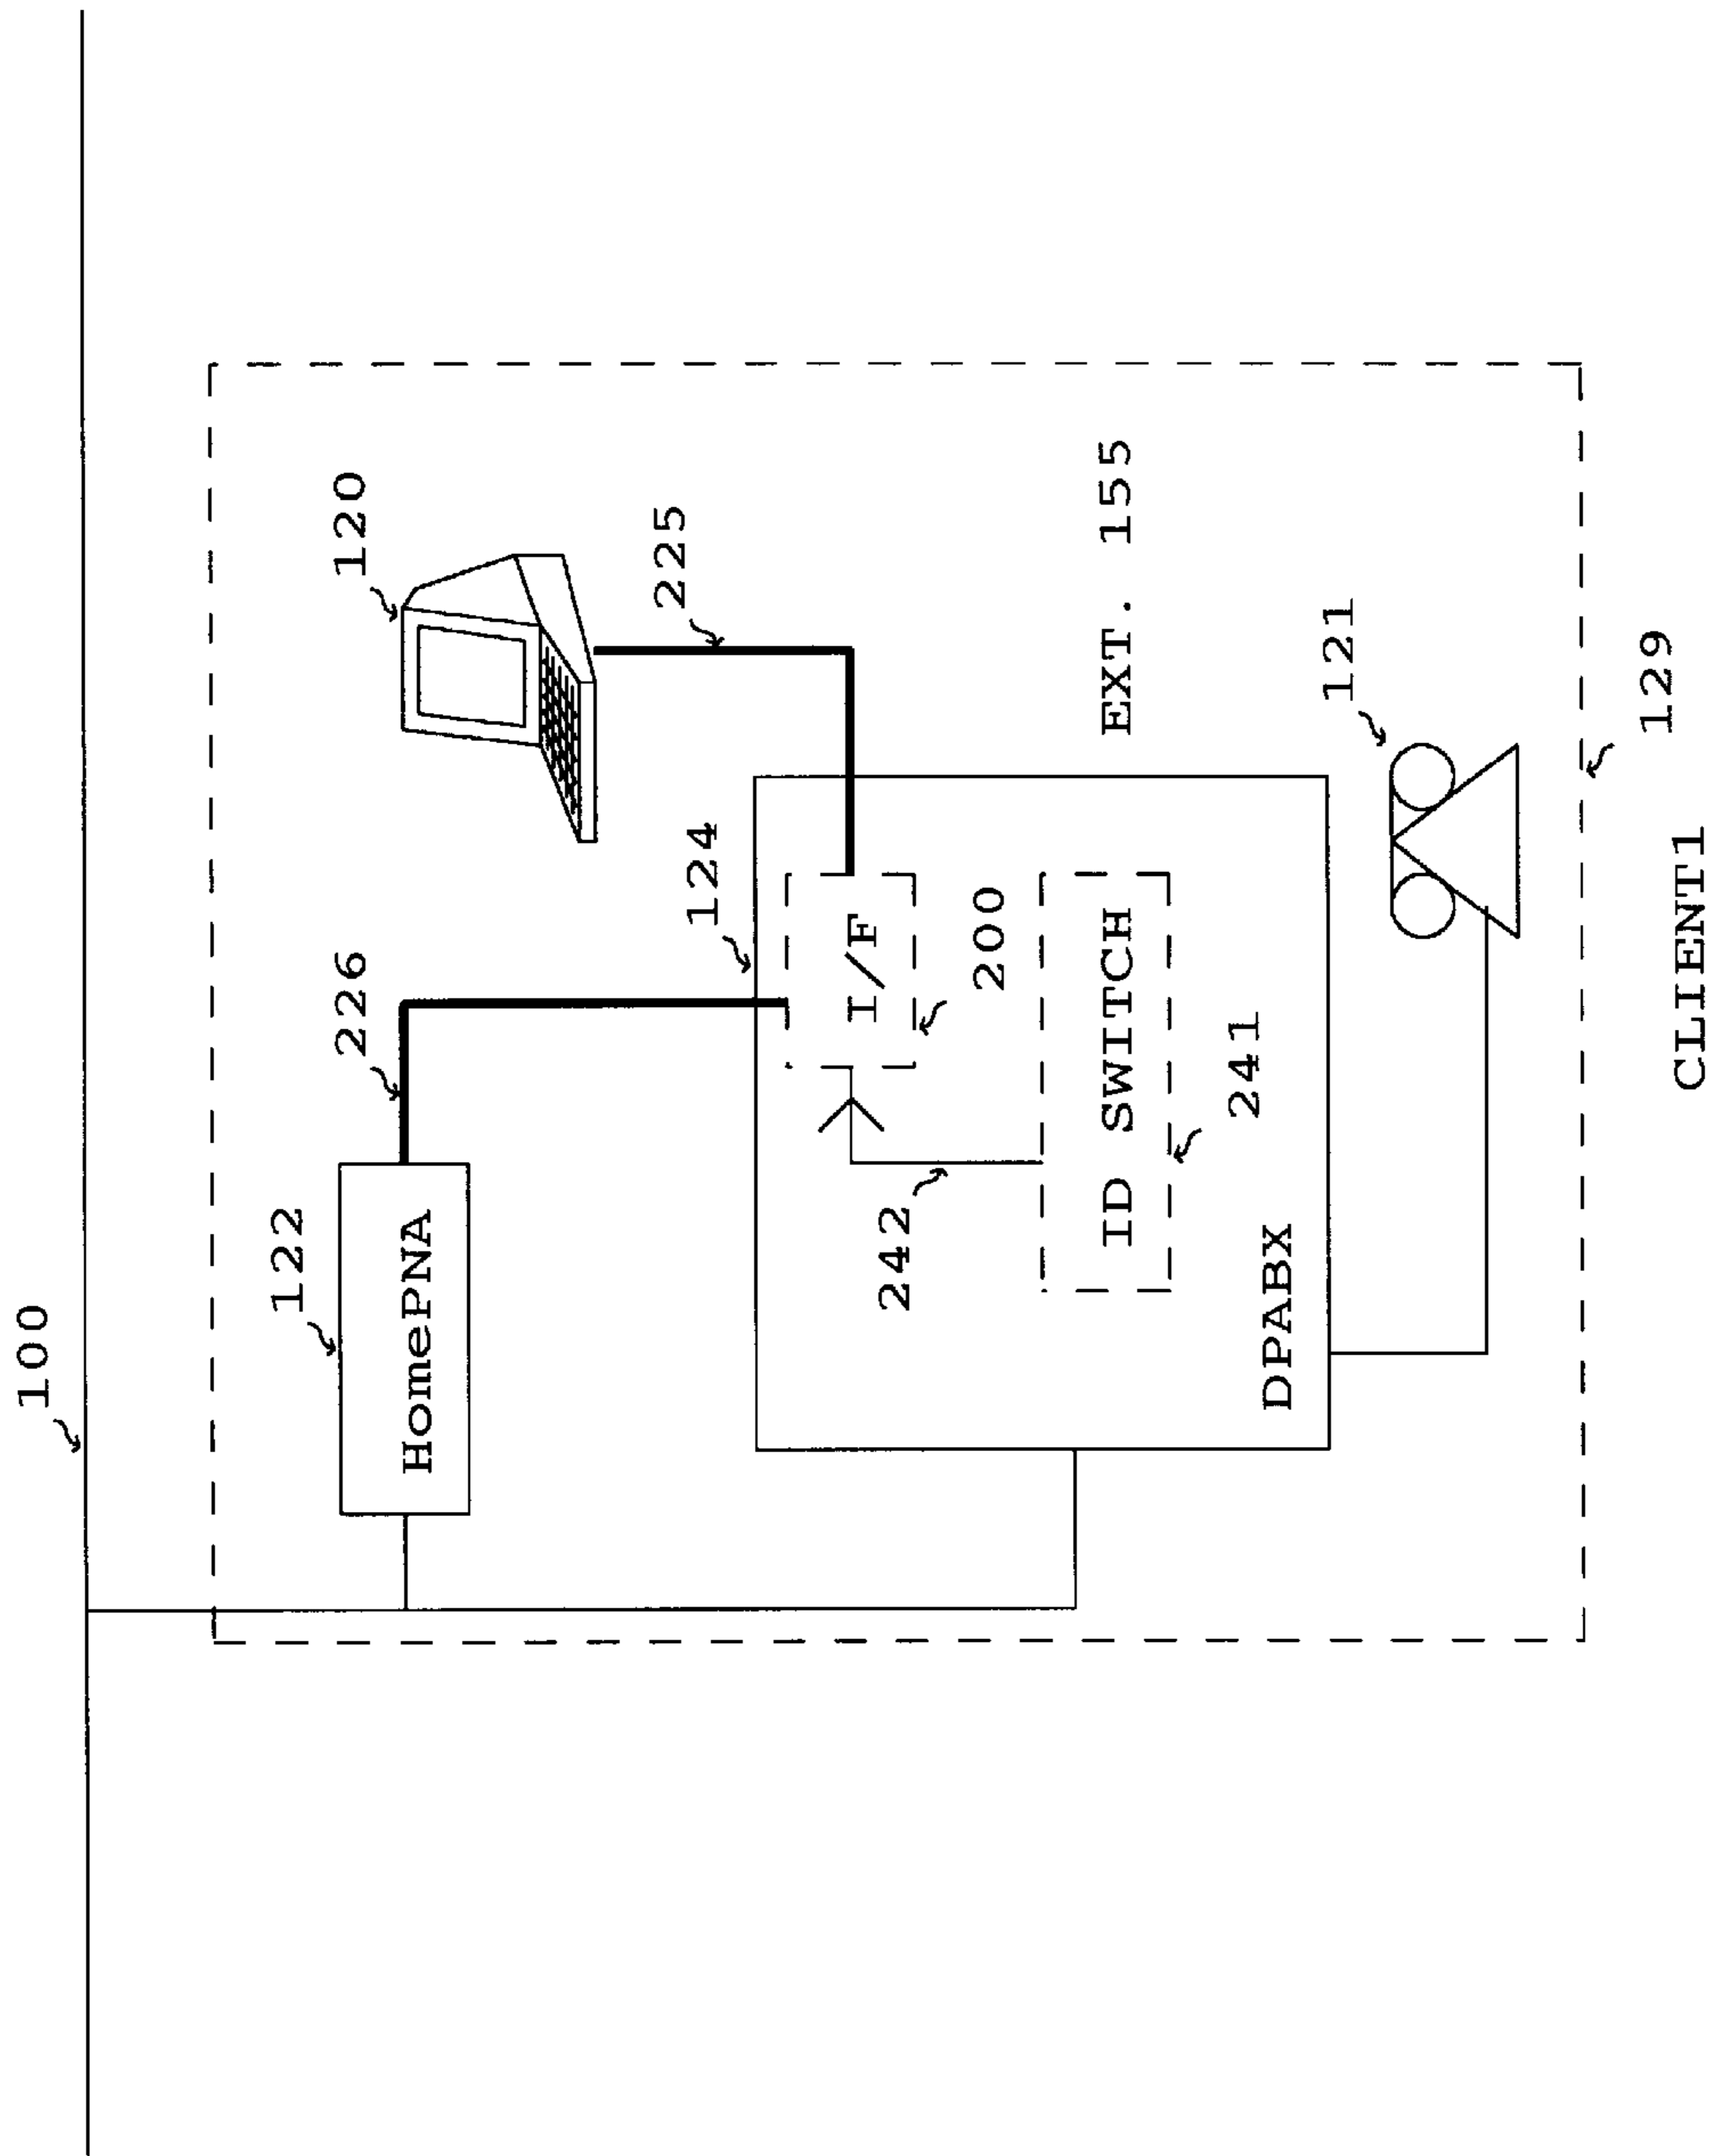 100
122
HomePNA
226
120
225
124
I/F
200
242
ID SWITCH
241
DPABX
EXT. 155
121
129
CLIENT1